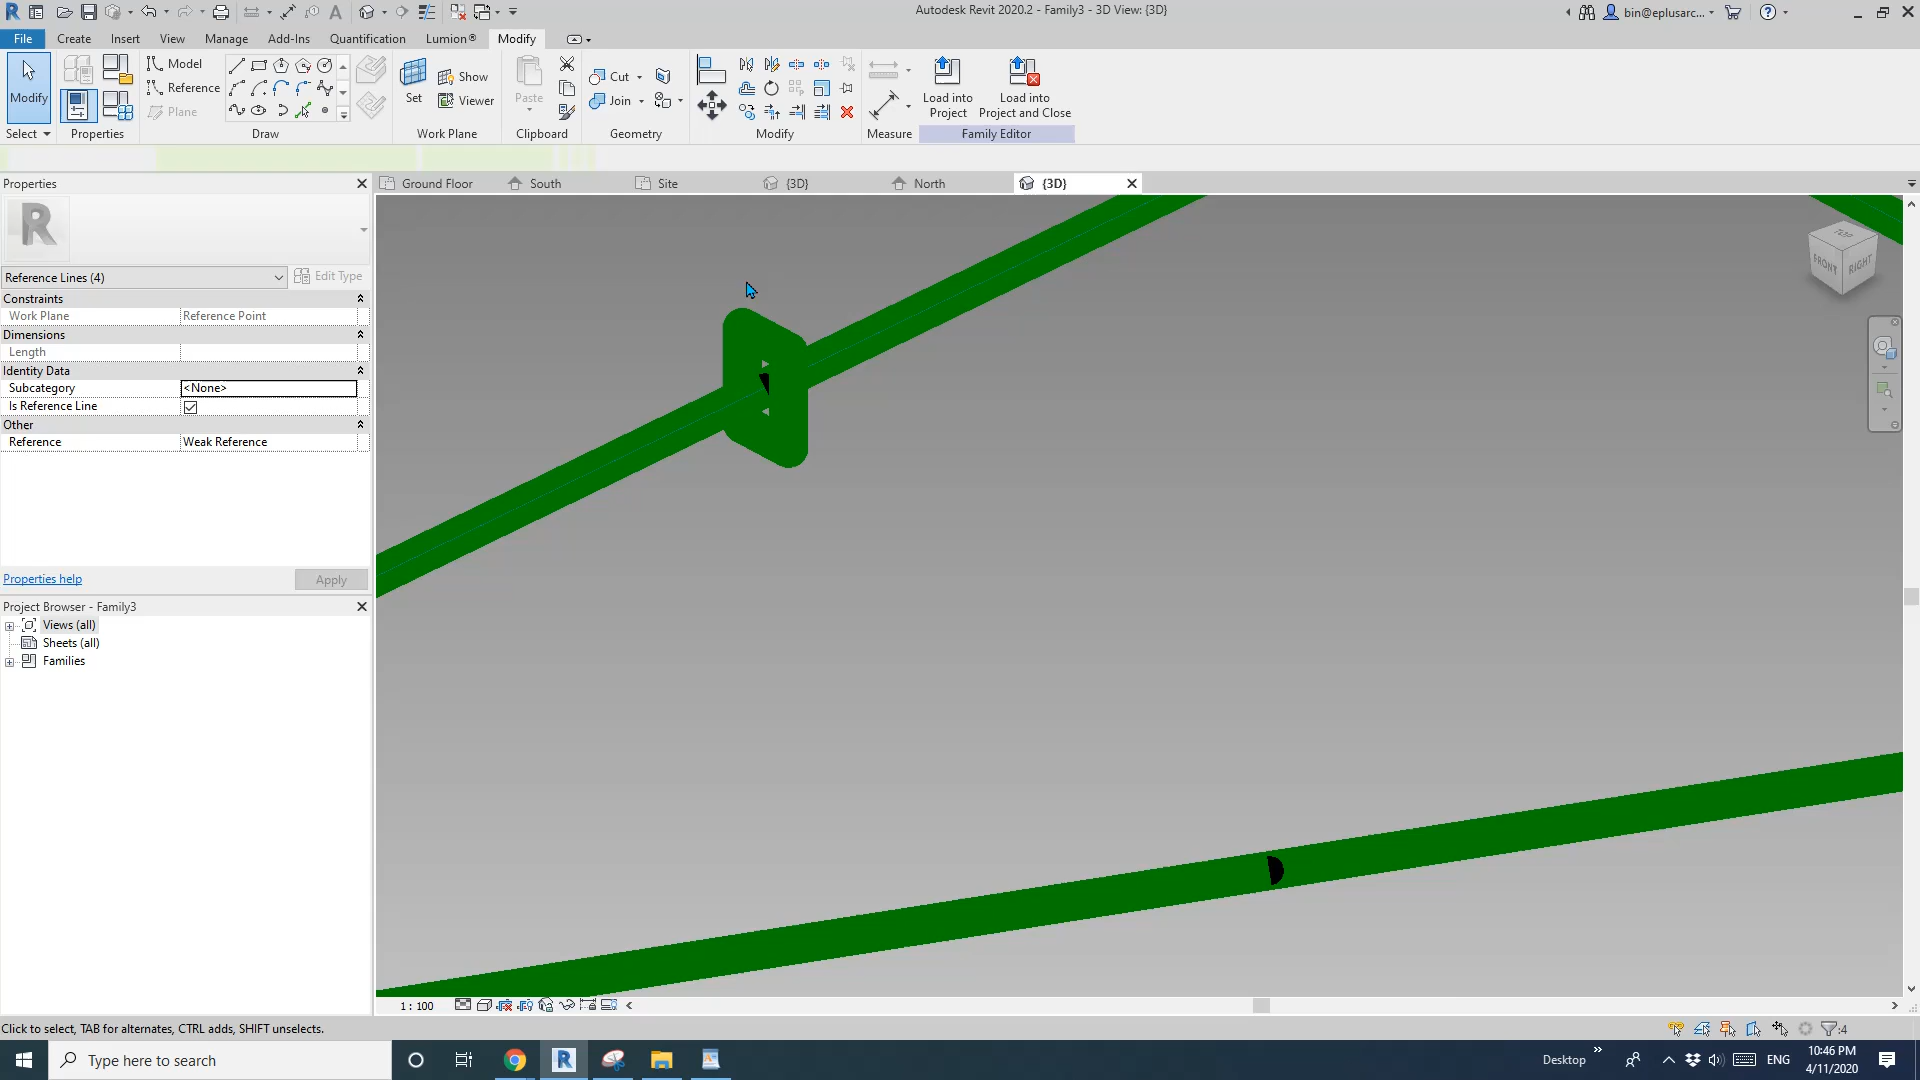 Autodesk Revit 2020.2 - Family3 - 3D View: {3D}
bin@eplusarc...
File
Create
Insert
View
Manage
Add-Ins
Quantification
Lumion®
Modify
Modify
Select
Properties
Model
Reference
Plane
Draw
Set
Show
Viewer
Work Plane
Paste
Clipboard
Cut
Join
Geometry
Modify
Measure
Load into
Project
Load into
Project and Close
Family Editor
Properties
Ground Floor
South
Site
{3D}
North
{3D}
R
Reference Lines (4)
Edit Type
Constraints
Work Plane
Reference Point
Dimensions
Length
Identity Data
Subcategory
<None>
Is Reference Line
Other
Reference
Weak Reference
Properties help
Apply
Project Browser - Family3
Views (all)
Sheets (all)
Families
TOP
FRONT
RIGHT
1 : 100
Click to select, TAB for alternates, CTRL adds, SHIFT unselects.
:4
Type here to search
Desktop
ENG
10:46 PM
4/11/2020